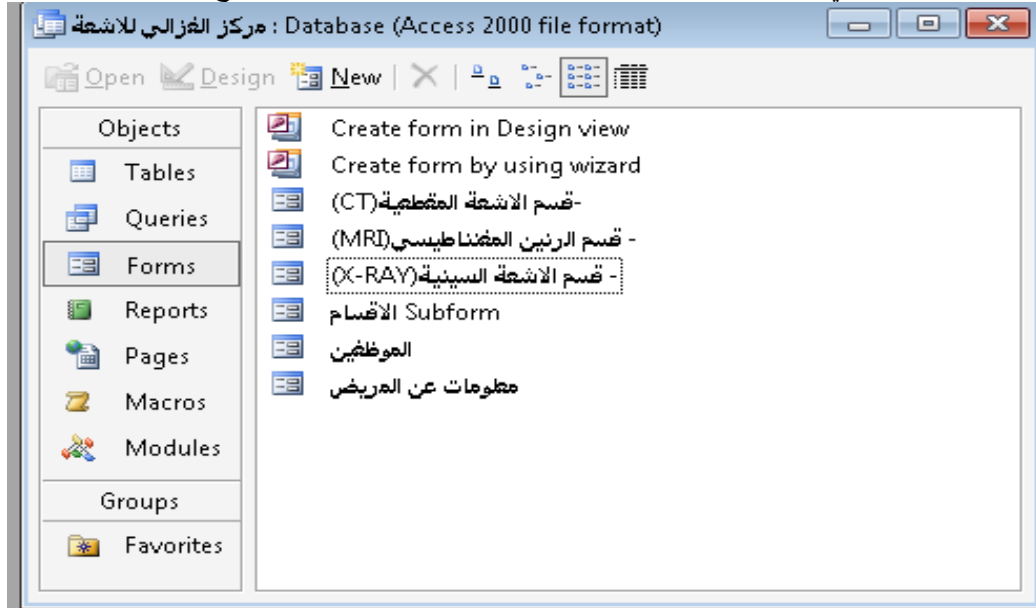 مركز الغزالي للاشعة : Database (Access 2000 file format)
Open Design New
Objects
Tables
Queries
Forms
Reports
Pages
Macros
Modules
Groups
Favorites
Create form in Design view
Create form by using wizard
-قسم الاشعة المقطعية(CT)
- قسم الرنين المغناطيسي(MRI)
- قسم الاشعة السينية(X-RAY)
الاقسام Subform
الموظفين
معلومات عن المريض